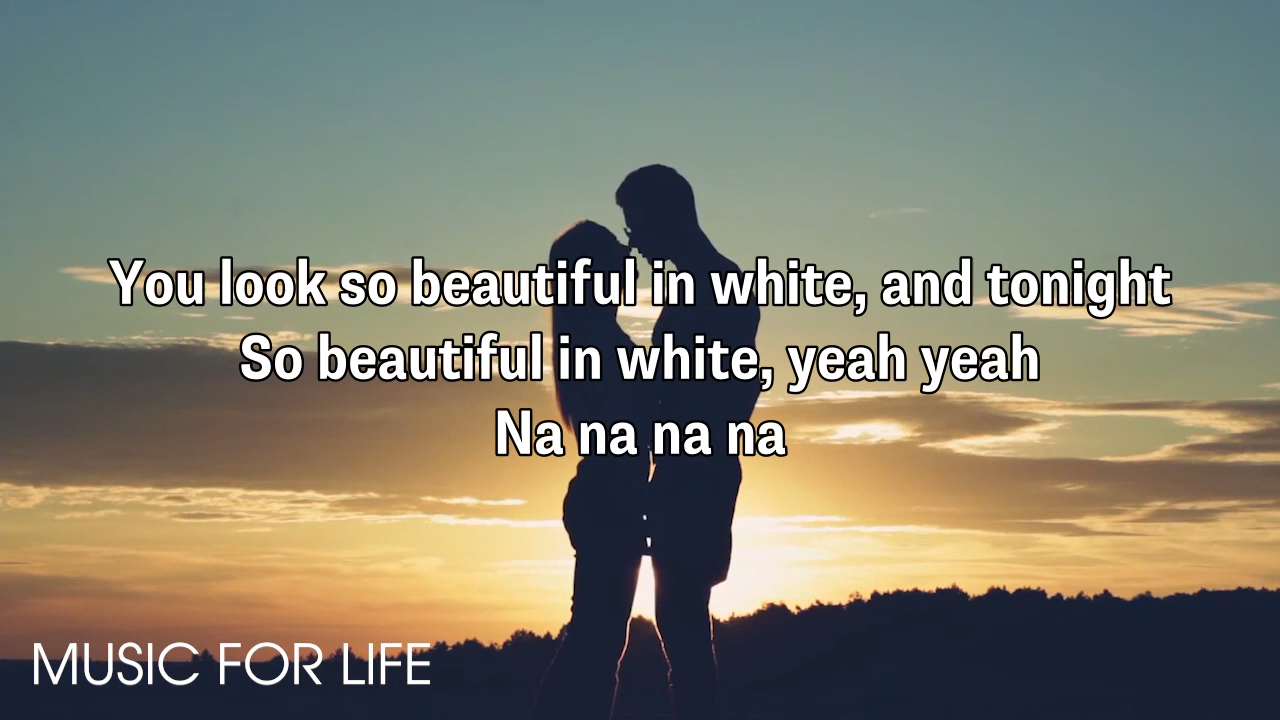 You look so beautiful in white, and tonight
So beautiful in white, yeah yeah
Na na na na
MUSIC FOR LIFE